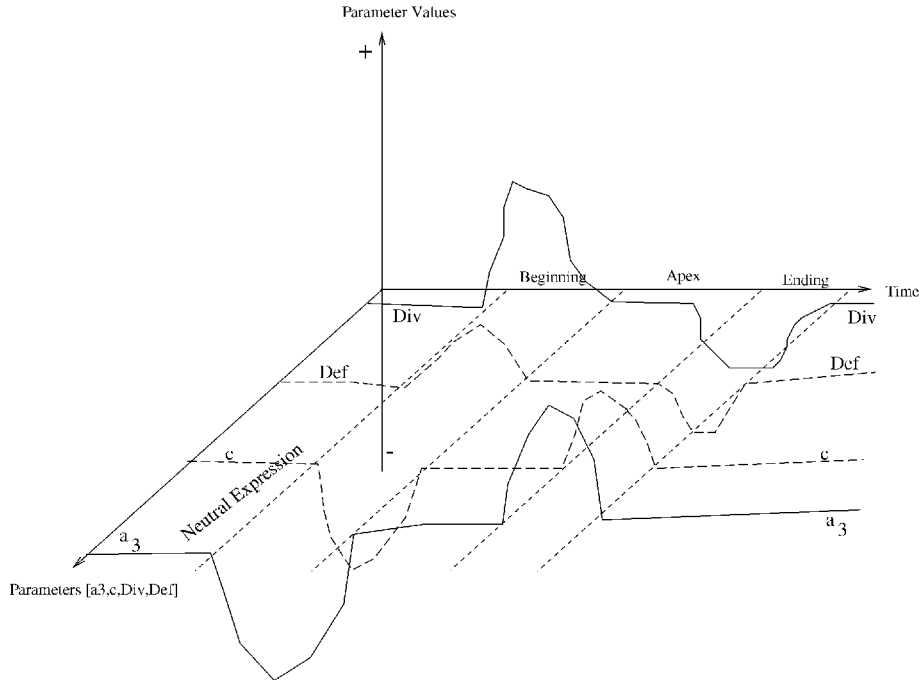 Parameter Values
+
Beginning
Apex
Ending
Time
Div
Div
Def
Def
c
-
c
Neutral Expression
a3
a3
Parameters [a3,c,Div,Def]